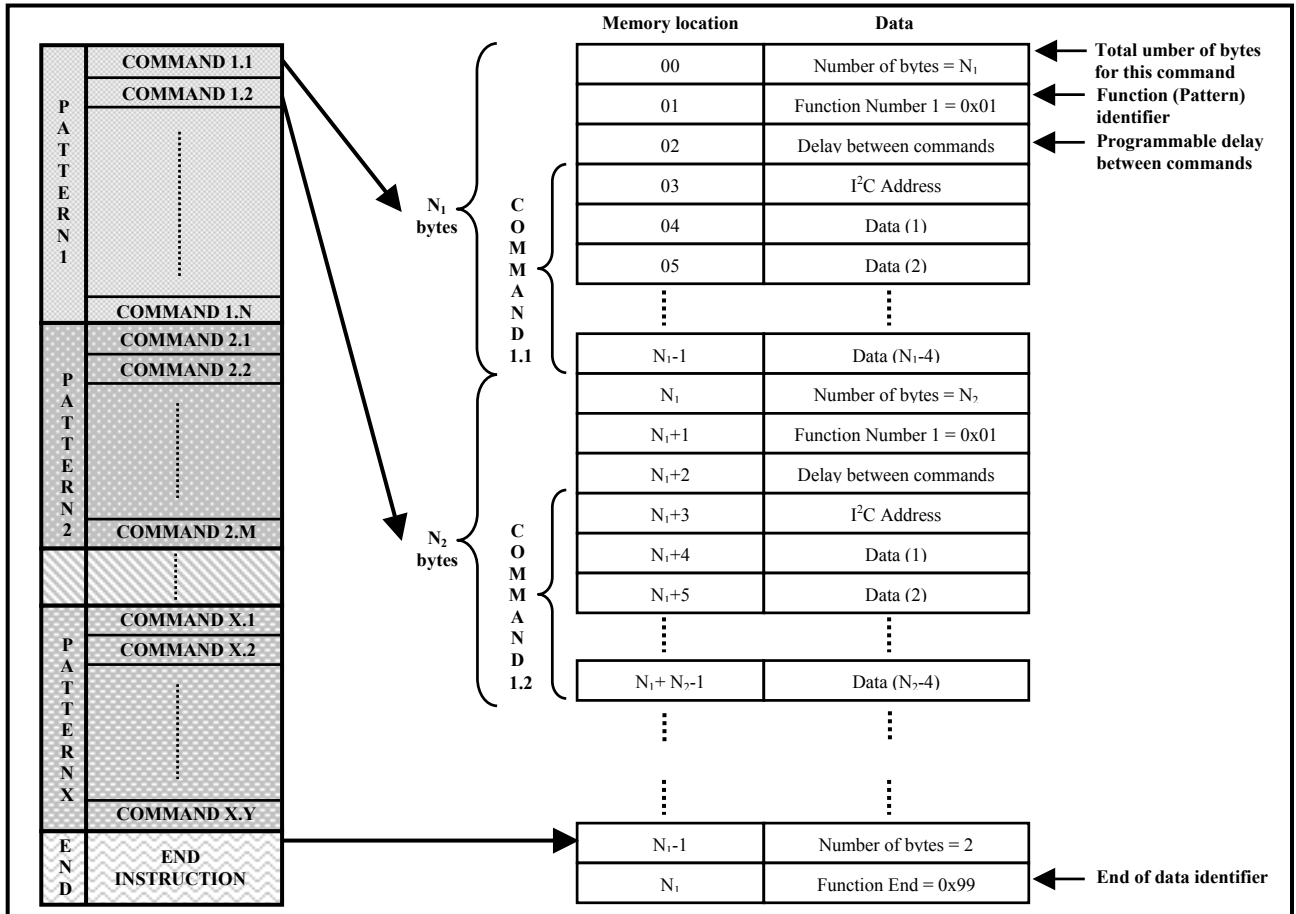 Memory location
Data
PATTERN1
COMMAND 1.1
COMMAND 1.2
COMMAND 1.N
PATTERN2
COMMAND 2.1
COMMAND 2.2
COMMAND 2.M
PATTERNX
COMMAND X.1
COMMAND X.2
COMMAND X.Y
END
END
INSTRUCTION
N₁
bytes
COMMAND
1.1
N₂
bytes
COMMAND
1.2
00 Number of bytes = N₁
01 Function Number 1 = 0x01
02 Delay between commands
03 I²C Address
04 Data (1)
05 Data (2)
N₁-1 Data (N₁-4)
N₁ Number of bytes = N₂
N₁+1 Function Number 1 = 0x01
N₁+2 Delay between commands
N₁+3 I²C Address
N₁+4 Data (1)
N₁+5 Data (2)
N₁+ N₂-1 Data (N₂-4)
N₁-1 Number of bytes = 2
N₁ Function End = 0x99
Total umber of bytes
for this command
Function (Pattern)
identifier
Programmable delay
between commands
End of data identifier